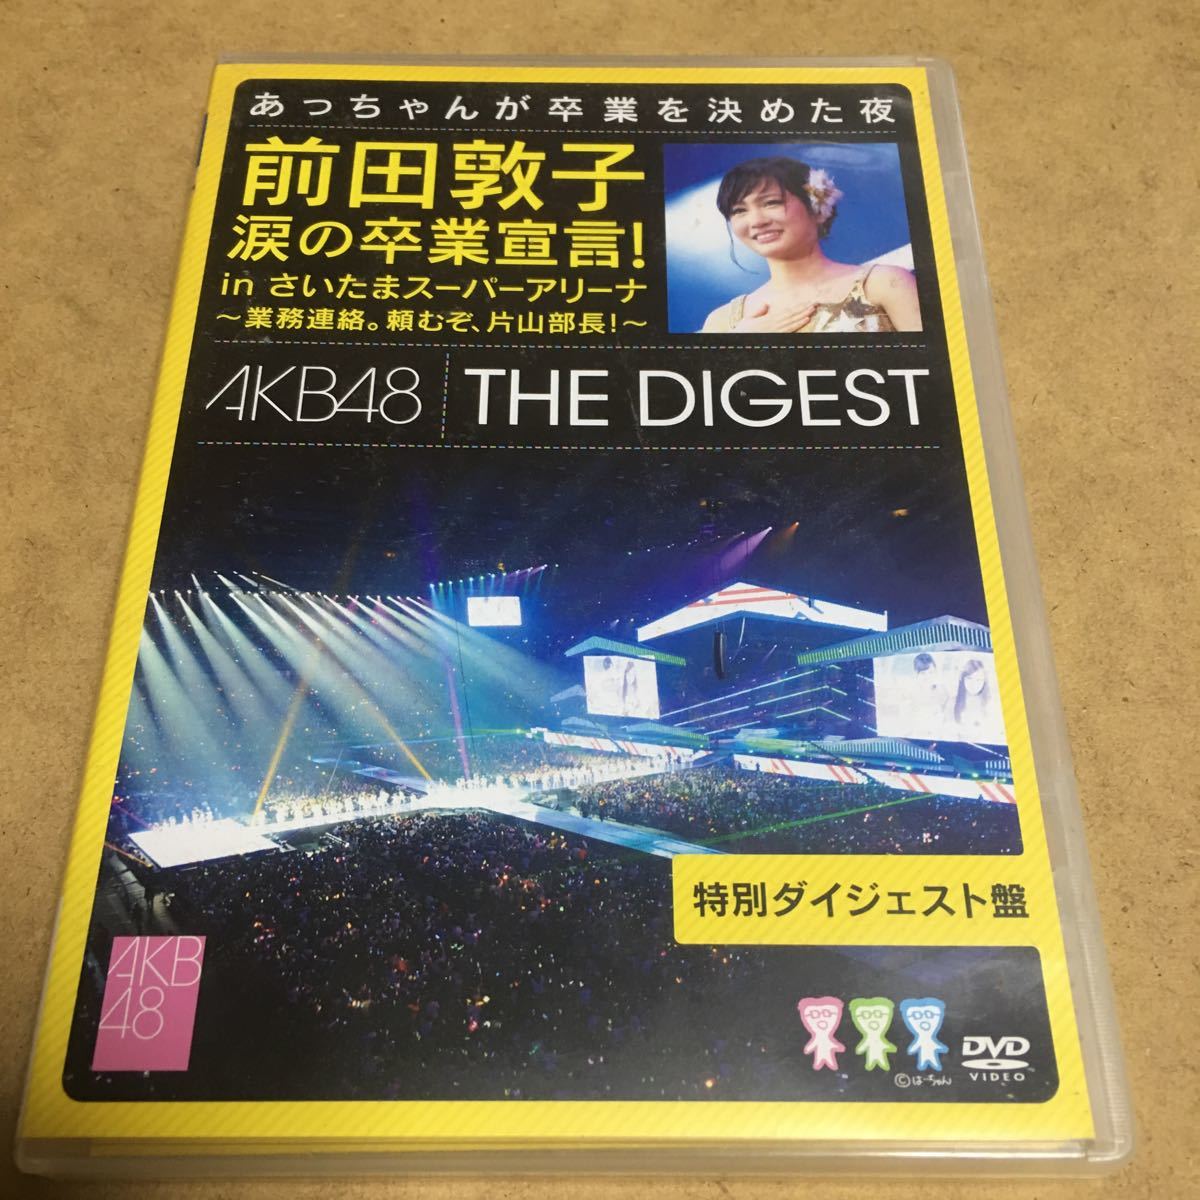 あっちゃんが卒業を決めた夜
前田敦子
涙の卒業宣言!
in さいたまスーパーアリーナ
~業務連絡。頼むぞ、片山部長!~
AKB48
THE DIGEST
特別ダイジェスト盤
AKB
48
DVD
VIDEO
©はーちゃん